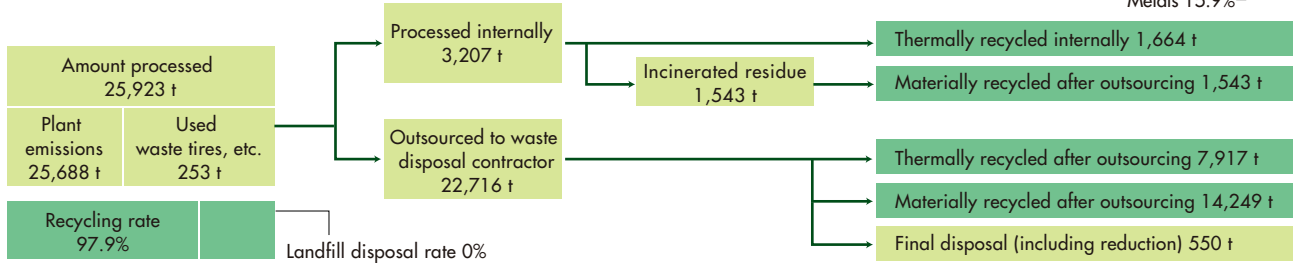 Metals 15.9%
Amount processed
25,923 t
Plant
emissions
25,688 t
Used
waste tires, etc.
253 t
Recycling rate
97.9%
Landfill disposal rate 0%
Processed internally
3,207 t
Incinerated residue
1,543 t
Outsourced to waste
disposal contractor
22,716 t
Thermally recycled internally 1,664 t
Materially recycled after outsourcing 1,543 t
Thermally recycled after outsourcing 7,917 t
Materially recycled after outsourcing 14,249 t
Final disposal (including reduction) 550 t